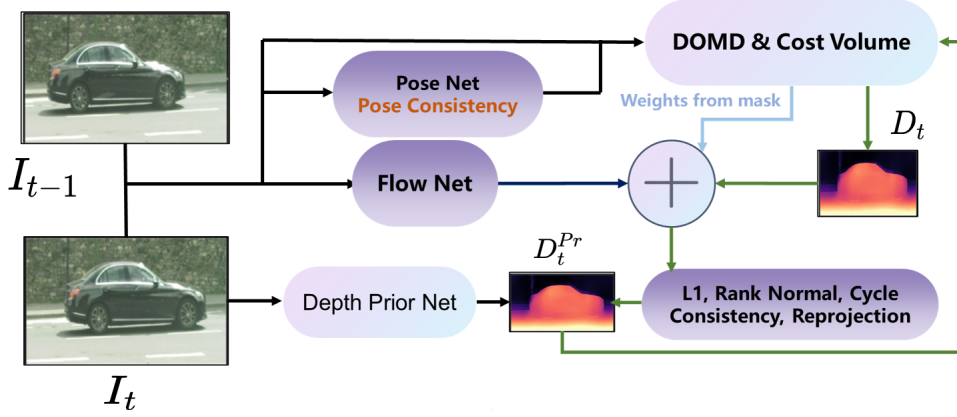 DOMD & Cost Volume
Pose Net
Pose Consistency
Weights from mask
D_t
I_{t-1}
Flow Net
D_t^{Pr}
Depth Prior Net
L1, Rank Normal, Cycle
Consistency, Reprojection
I_t